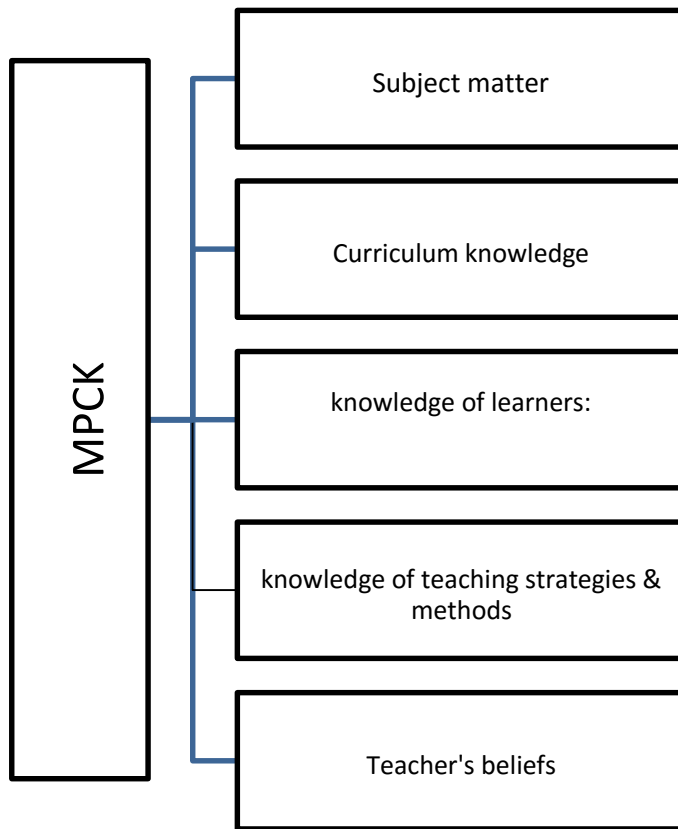 MPCK
Subject matter
Curriculum knowledge
knowledge of learners:
knowledge of teaching strategies &
methods
Teacher's beliefs